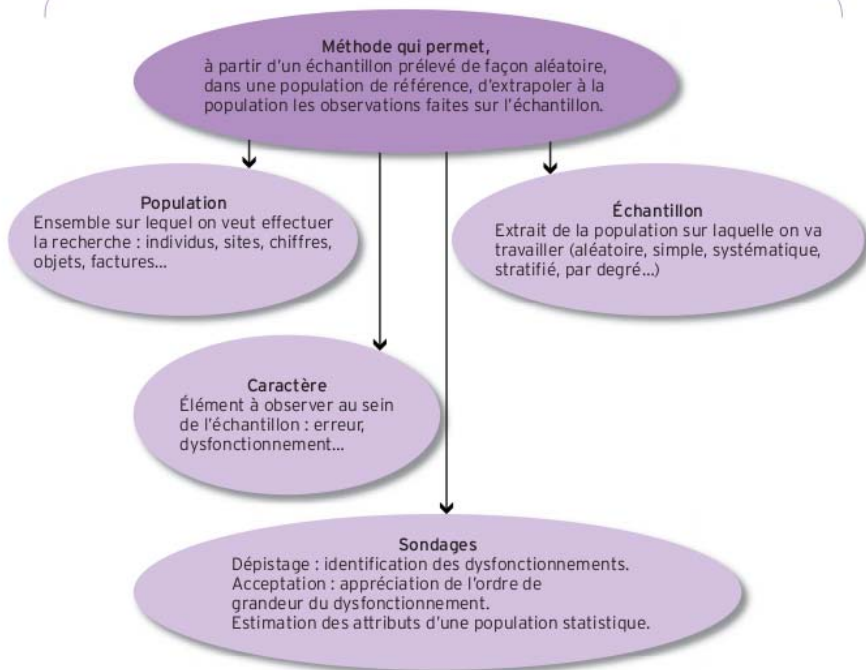 Méthode qui permet,
à partir d'un échantillon prélevé de façon aléatoire,
dans une population de référence, d'extrapoler à la
population les observations faites sur l'échantillon.
Population
Ensemble sur lequel on veut effectuer
la recherche : individus, sites, chiffres,
objets, factures...
Échantillon
Extrait de la population sur laquelle on va
travailler (aléatoire, simple, systématique,
stratifié, par degré...)
Caractère
Élément à observer au sein
de l'échantillon : erreur,
dysfonctionnement...
Sondages
Dépistage : identification des dysfonctionnements.
Acceptation : appréciation de l'ordre de
grandeur du dysfonctionnement.
Estimation des attributs d'une population statistique.